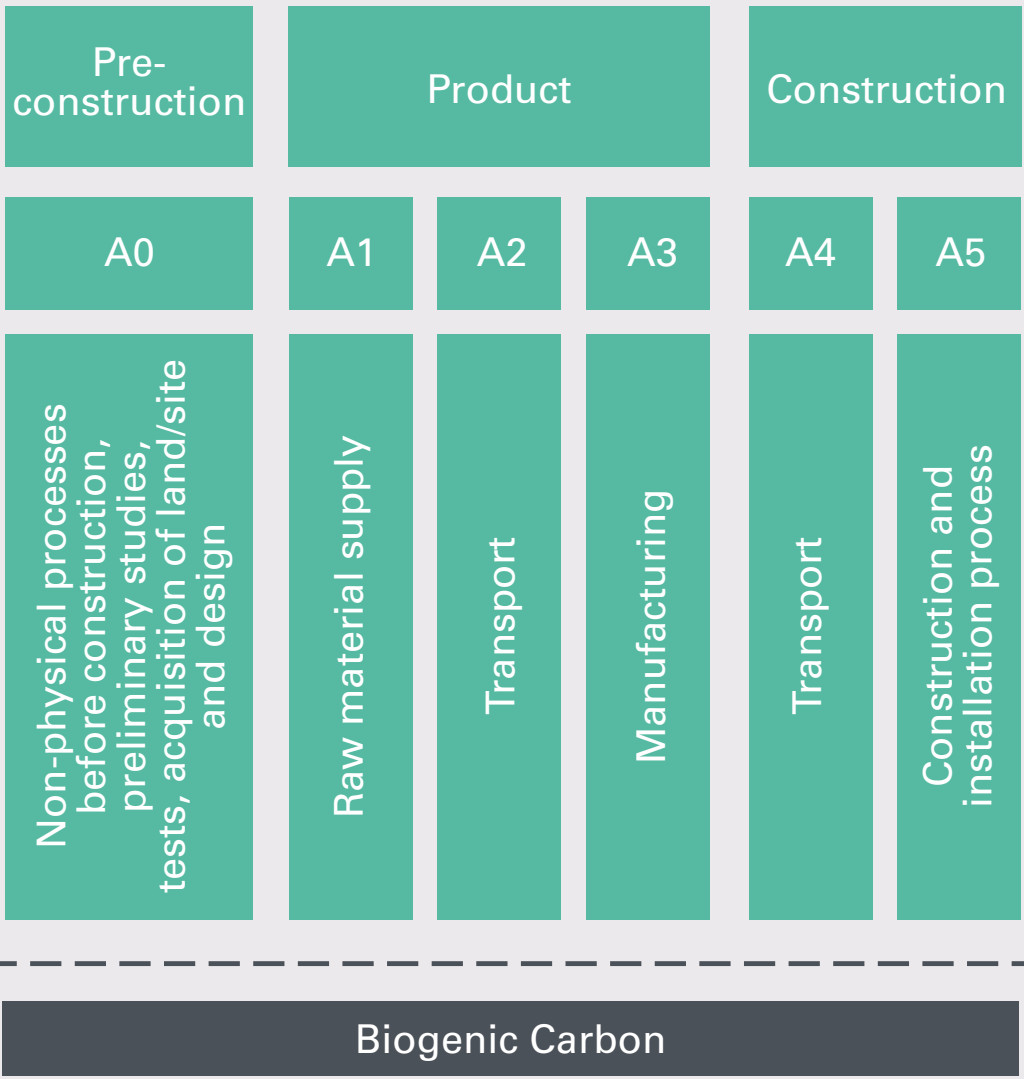 Pre-
construction
Product
Construction
A0
A1
A2
A3
A4
A5
Non-physical processes
before construction,
preliminary studies,
tests, acquisition of land/site
and design
Raw material supply
Transport
Manufacturing
Transport
Construction and
installation process
Biogenic Carbon